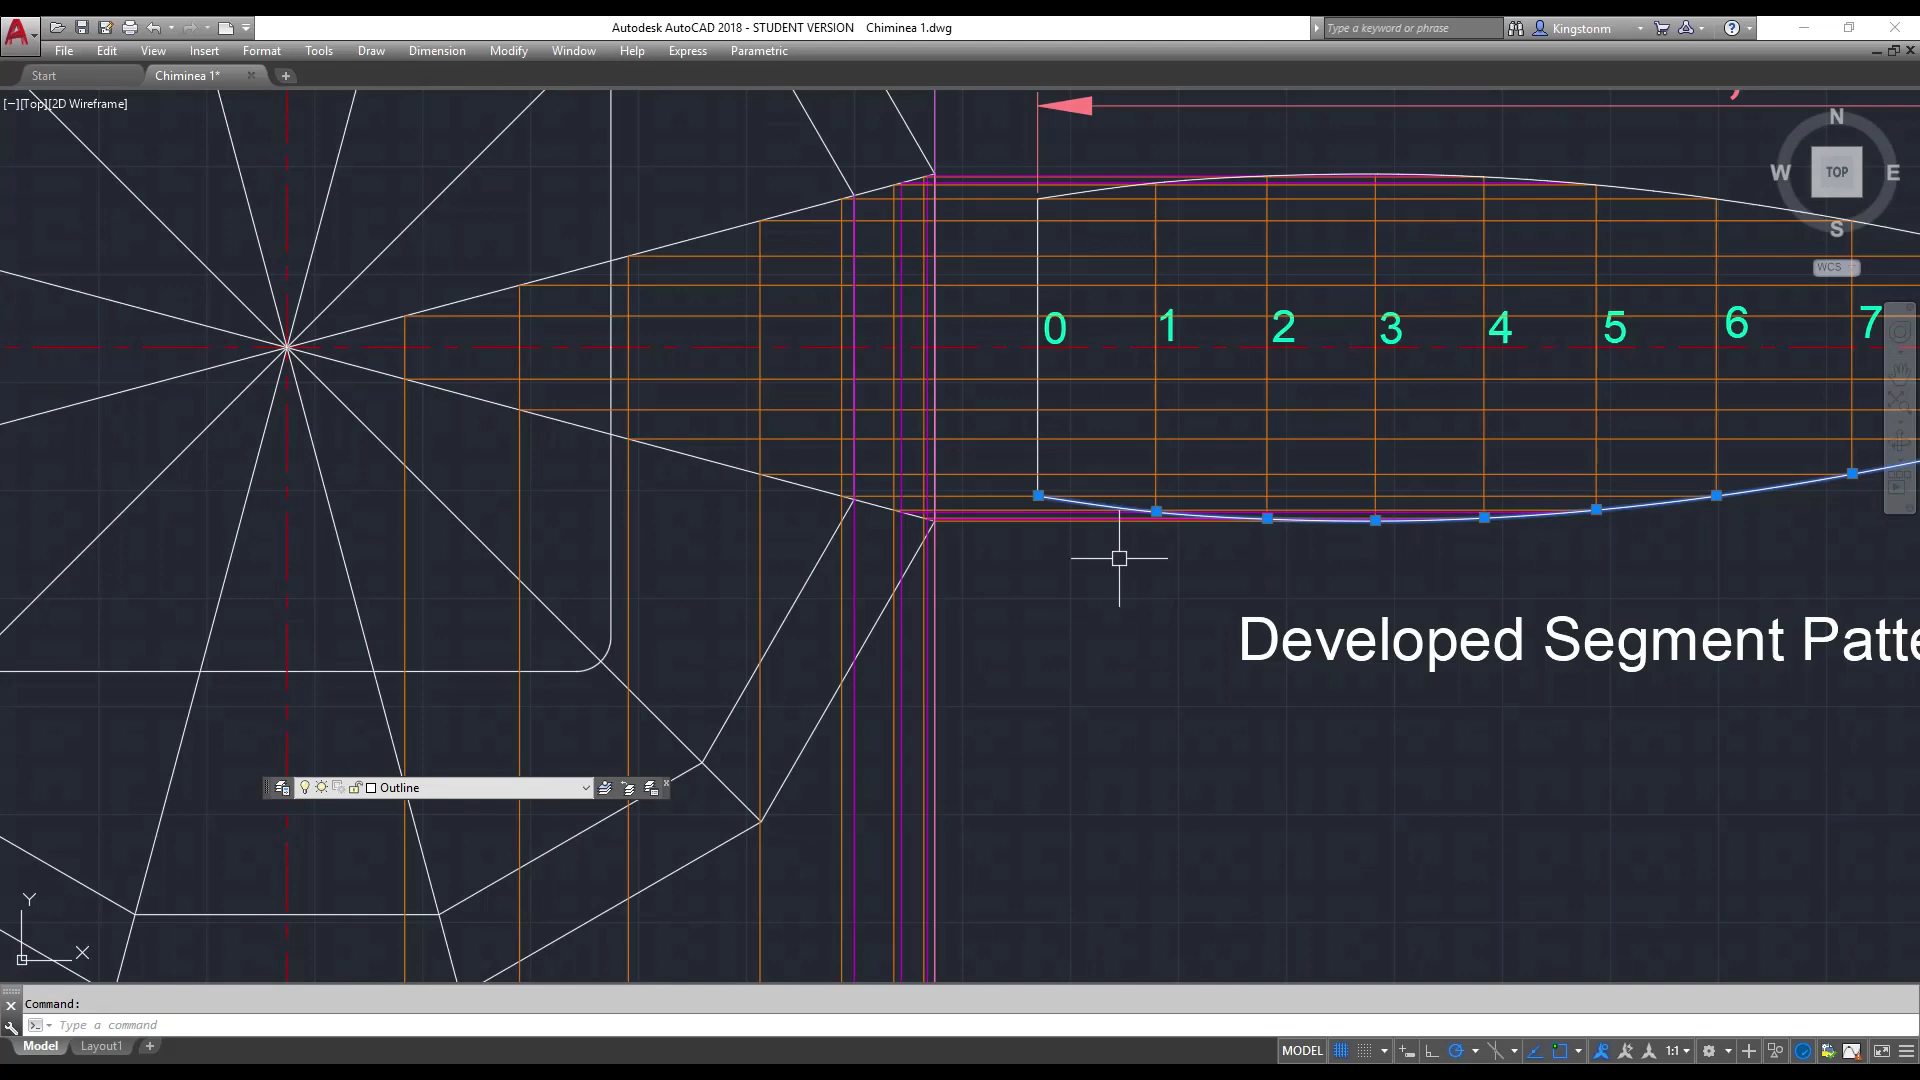 Autodesk AutoCAD 2018 - STUDENT VERSION Chiminea 1.dwg
Type a keyword or phrase
Kingstonm
File Edit View Insert Format Tools Draw Dimension Modify Window Help Express Parametric
Start Chiminea 1*
[−][Top][2D Wireframe]
N
W TOP E
S
WCS
0 1 2 3 4 5 6 7
Developed Segment Patte
Outline
Y
X
Command:
Type a command
Model Layout1
MODEL 1:1